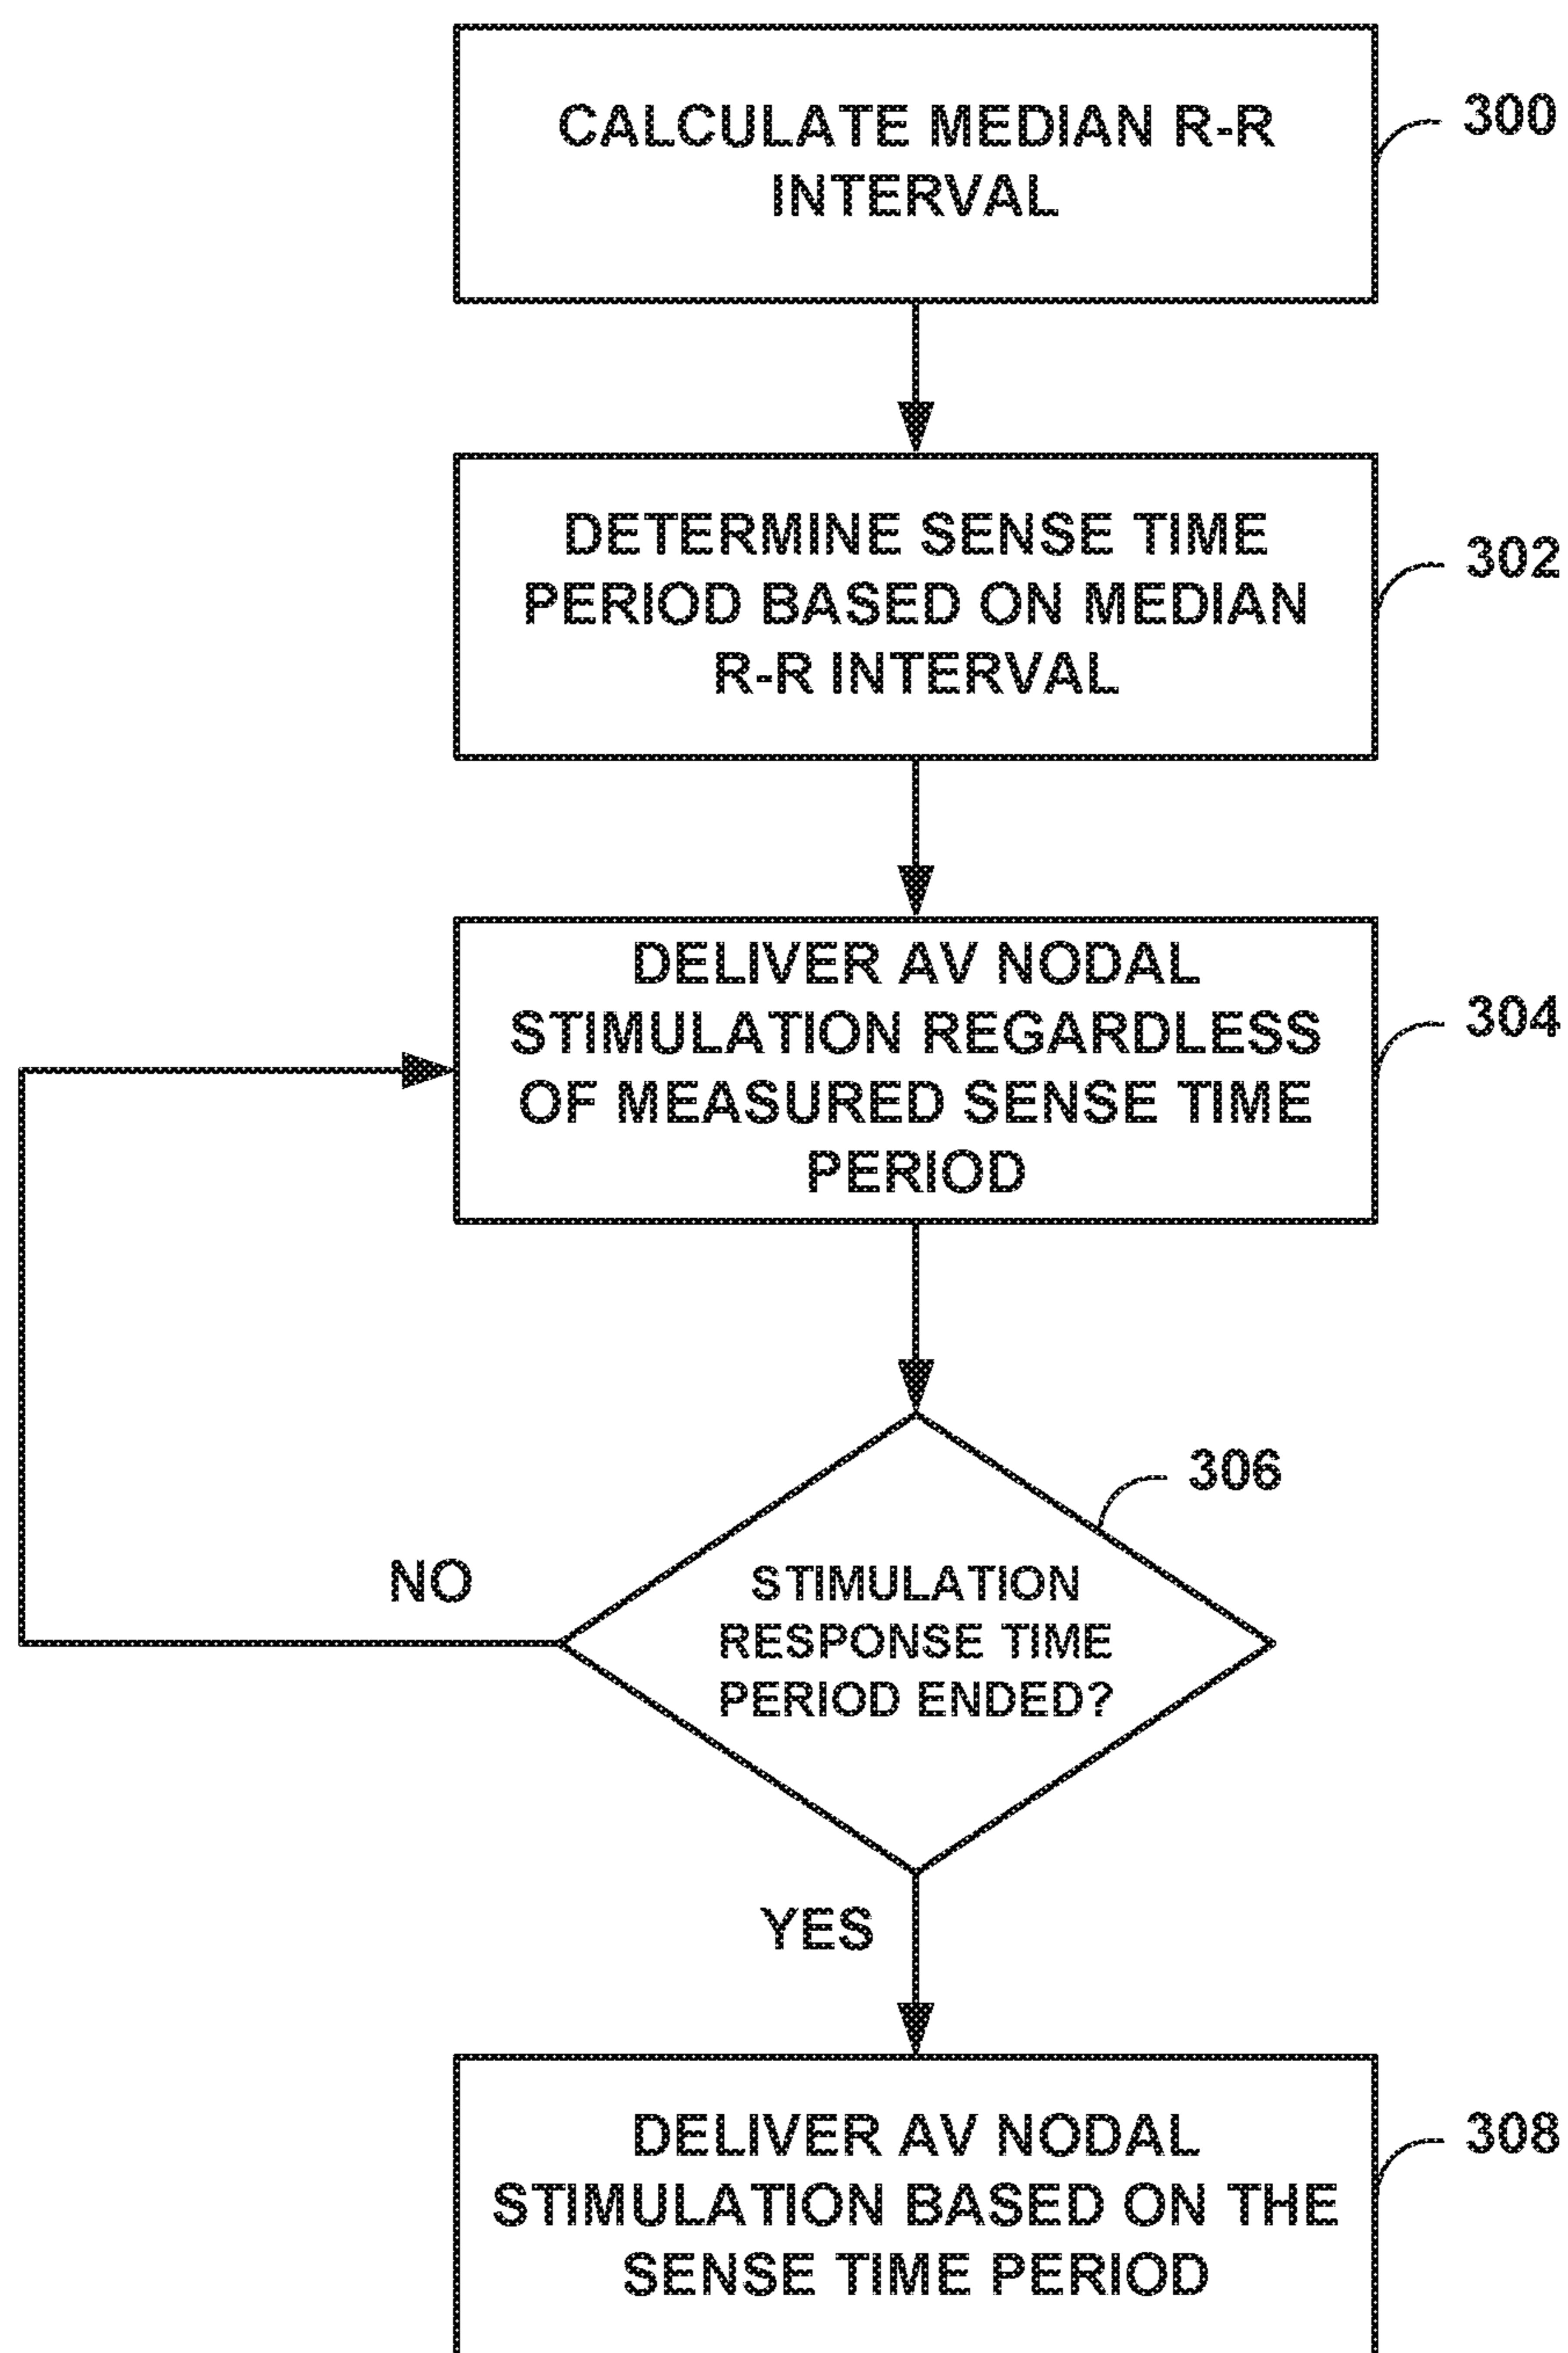 CALCULATE MEDIAN R-R
INTERVAL
300
DETERMINE SENSE TIME
PERIOD BASED ON MEDIAN
R-R INTERVAL
302
DELIVER AV NODAL
STIMULATION REGARDLESS
OF MEASURED SENSE TIME
PERIOD
304
306
STIMULATION
RESPONSE TIME
PERIOD ENDED?
NO
YES
DELIVER AV NODAL
STIMULATION BASED ON THE
SENSE TIME PERIOD
308